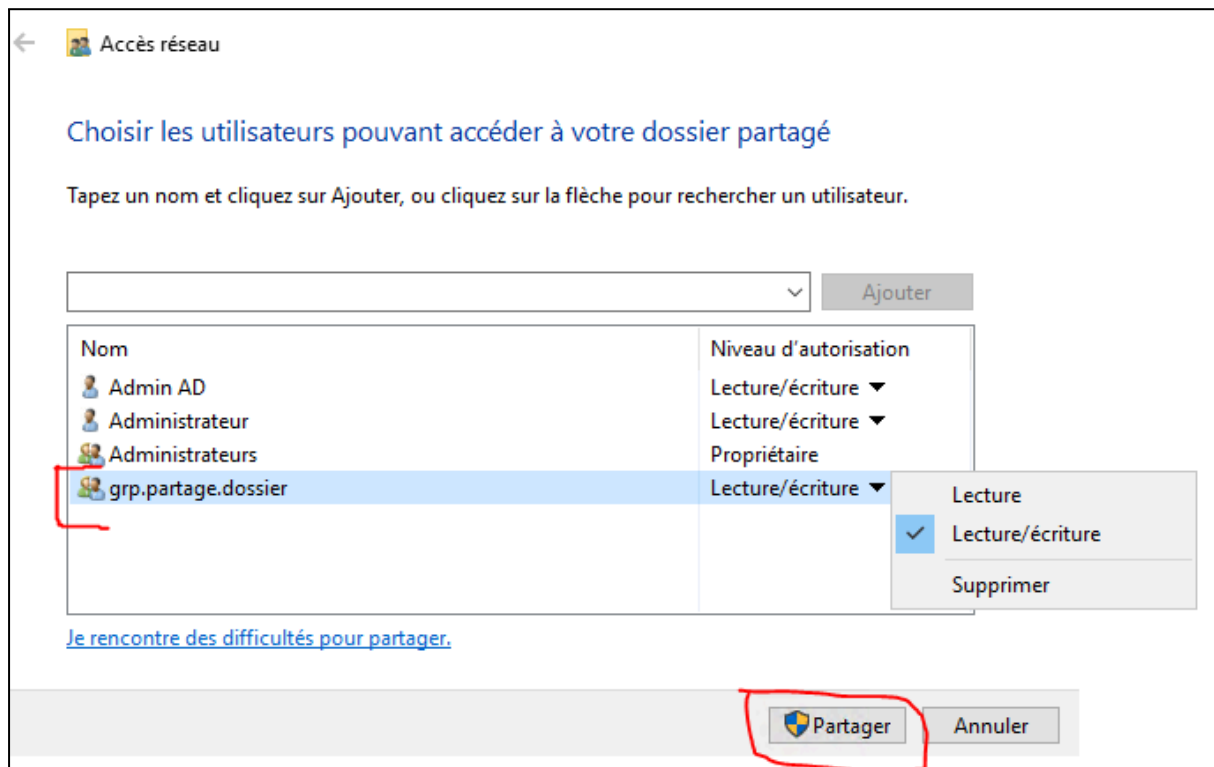 Accès réseau
Choisir les utilisateurs pouvant accéder à votre dossier partagé
Tapez un nom et cliquez sur Ajouter, ou cliquez sur la flèche pour rechercher un utilisateur.
Ajouter
Nom Niveau d'autorisation
Admin AD Lecture/écriture
Administrateur Lecture/écriture
Administrateurs Propriétaire
grp.partage.dossier Lecture/écriture
Lecture
Lecture/écriture
Supprimer
Je rencontre des difficultés pour partager.
Partager Annuler